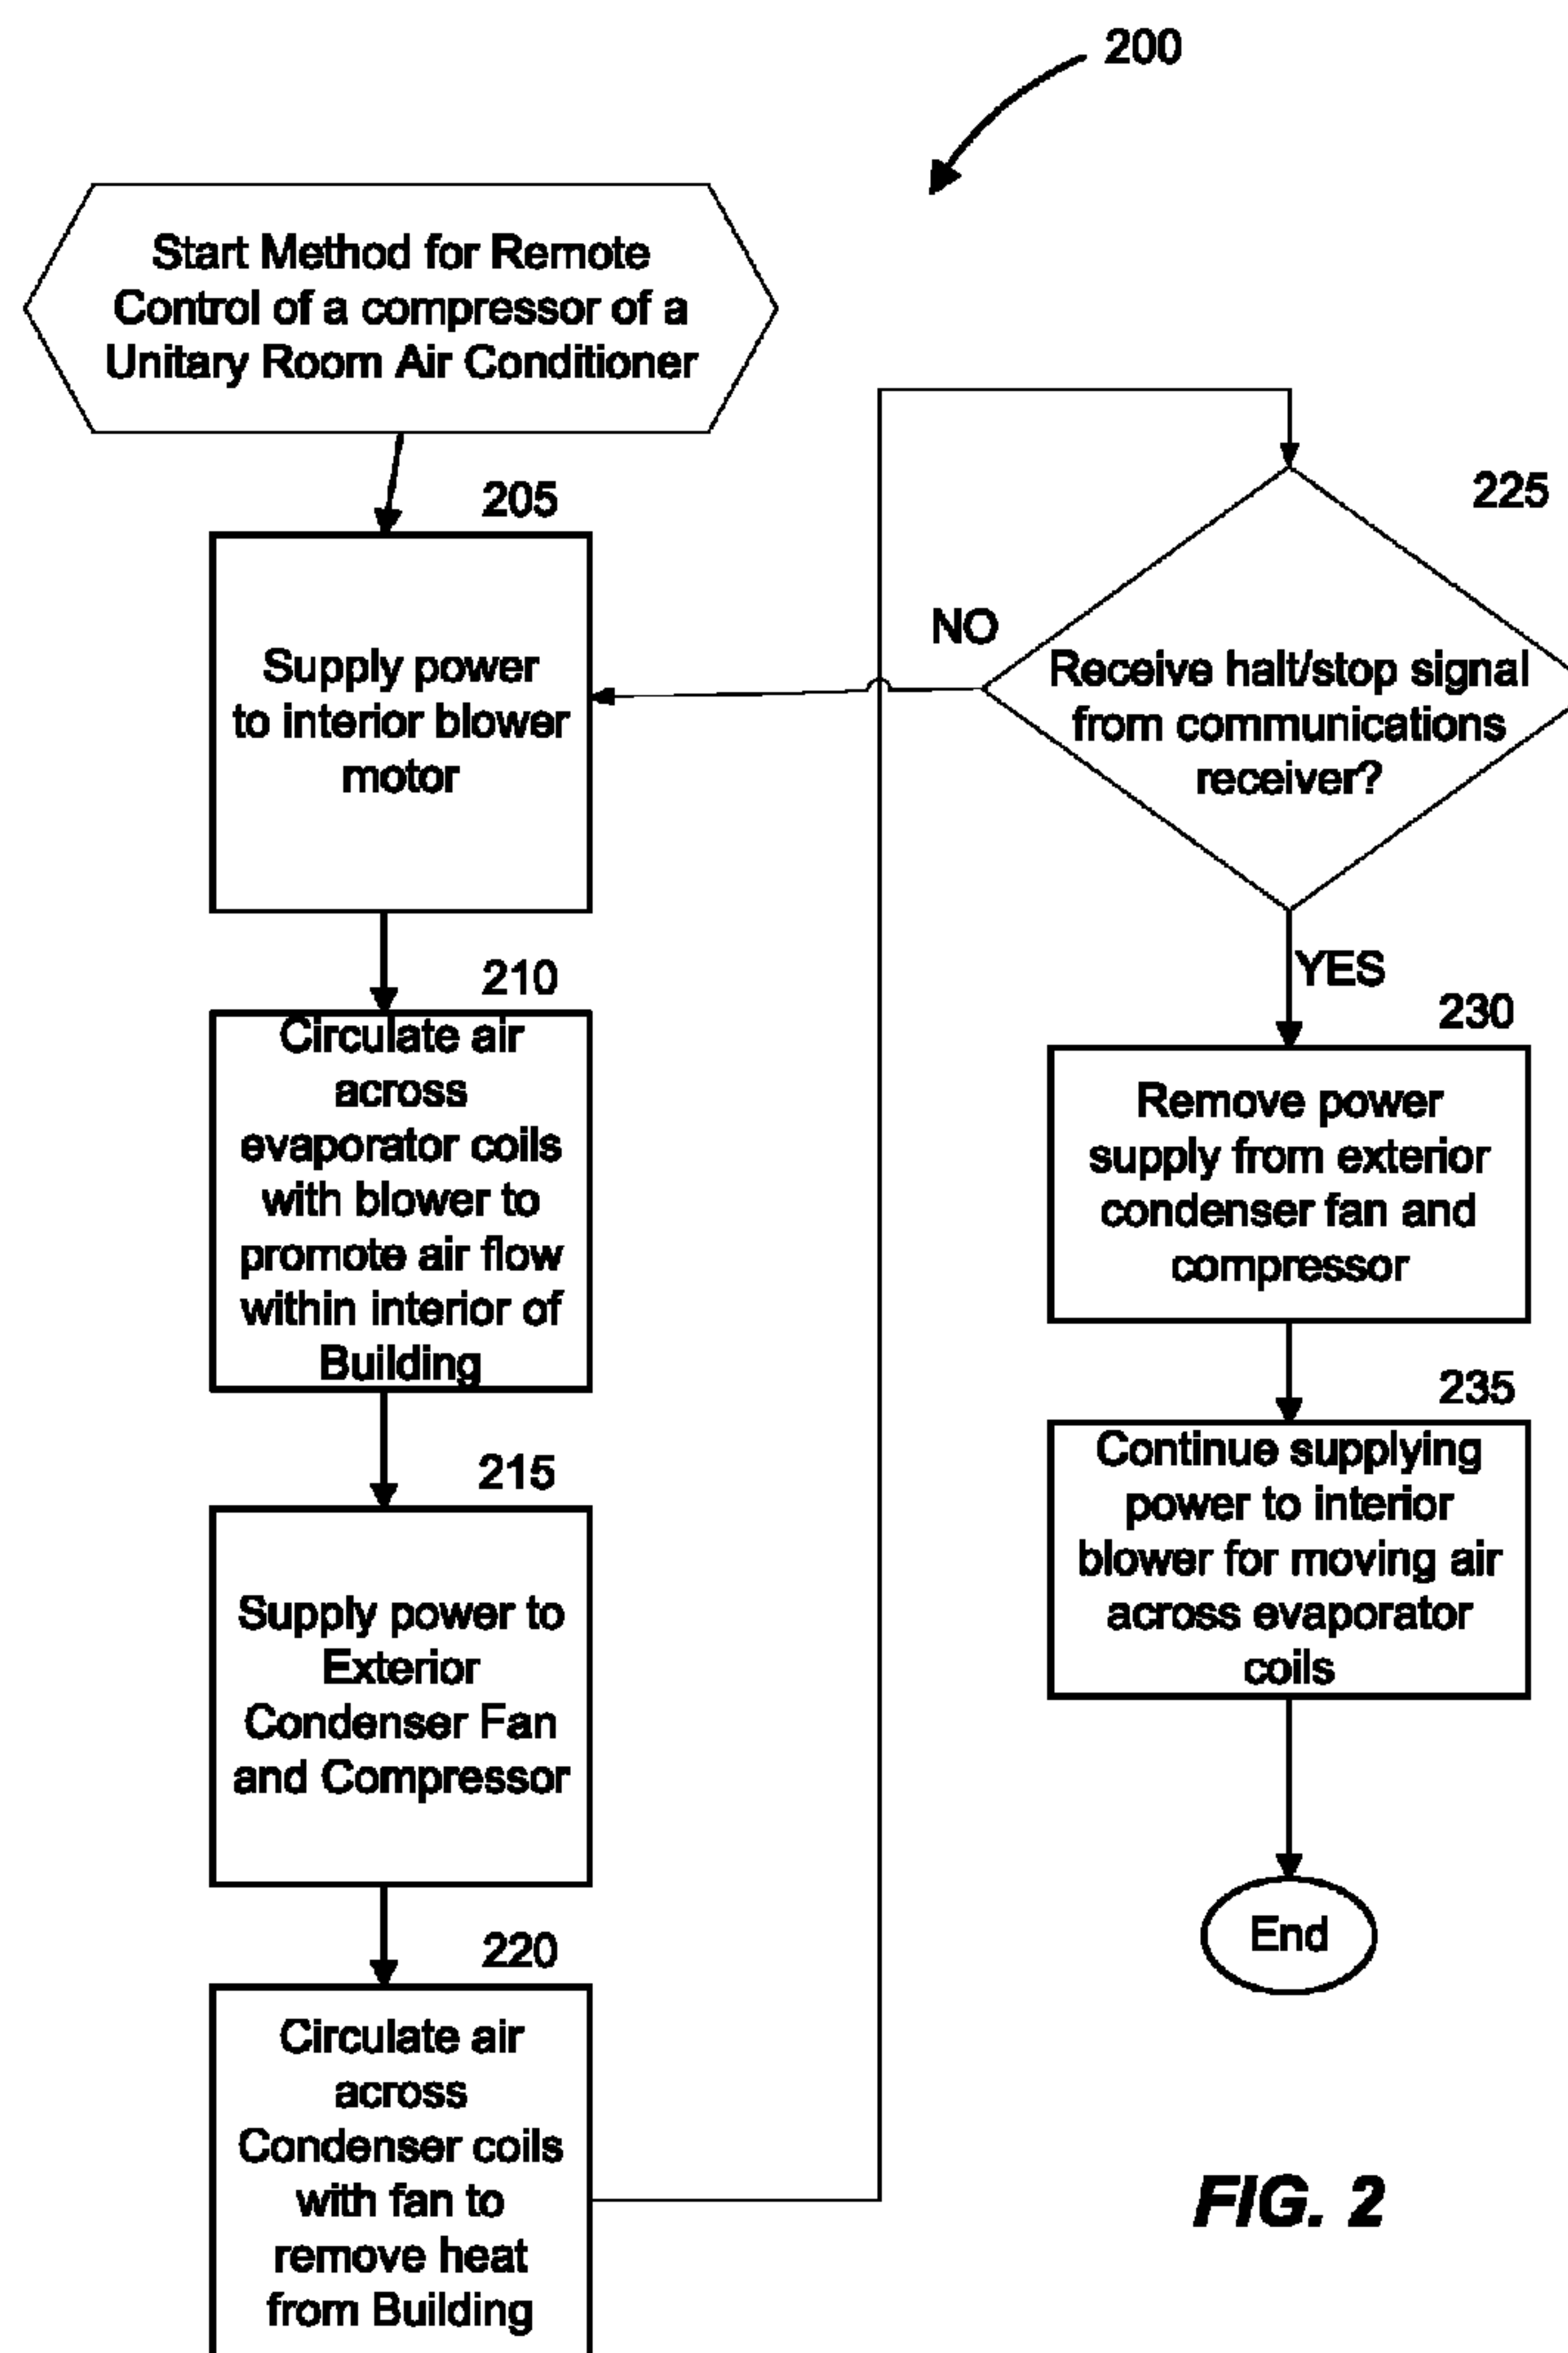 200
Start Method for Remote
Control of a compressor of a
Unitary Room Air Conditioner
205
Supply power
to interior blower
motor
210
Circulate air
across
evaporator coils
with blower to
promote air flow
within interior of
Building
215
Supply power to
Exterior
Condenser Fan
and Compressor
220
Circulate air
across
Condenser coils
with fan to
remove heat
from Building
225
NO
Receive halt/stop signal
from communications
receiver?
YES
230
Remove power
supply from exterior
condenser fan and
compressor
235
Continue supplying
power to interior
blower for moving air
across evaporator
coils
End
FIG. 2